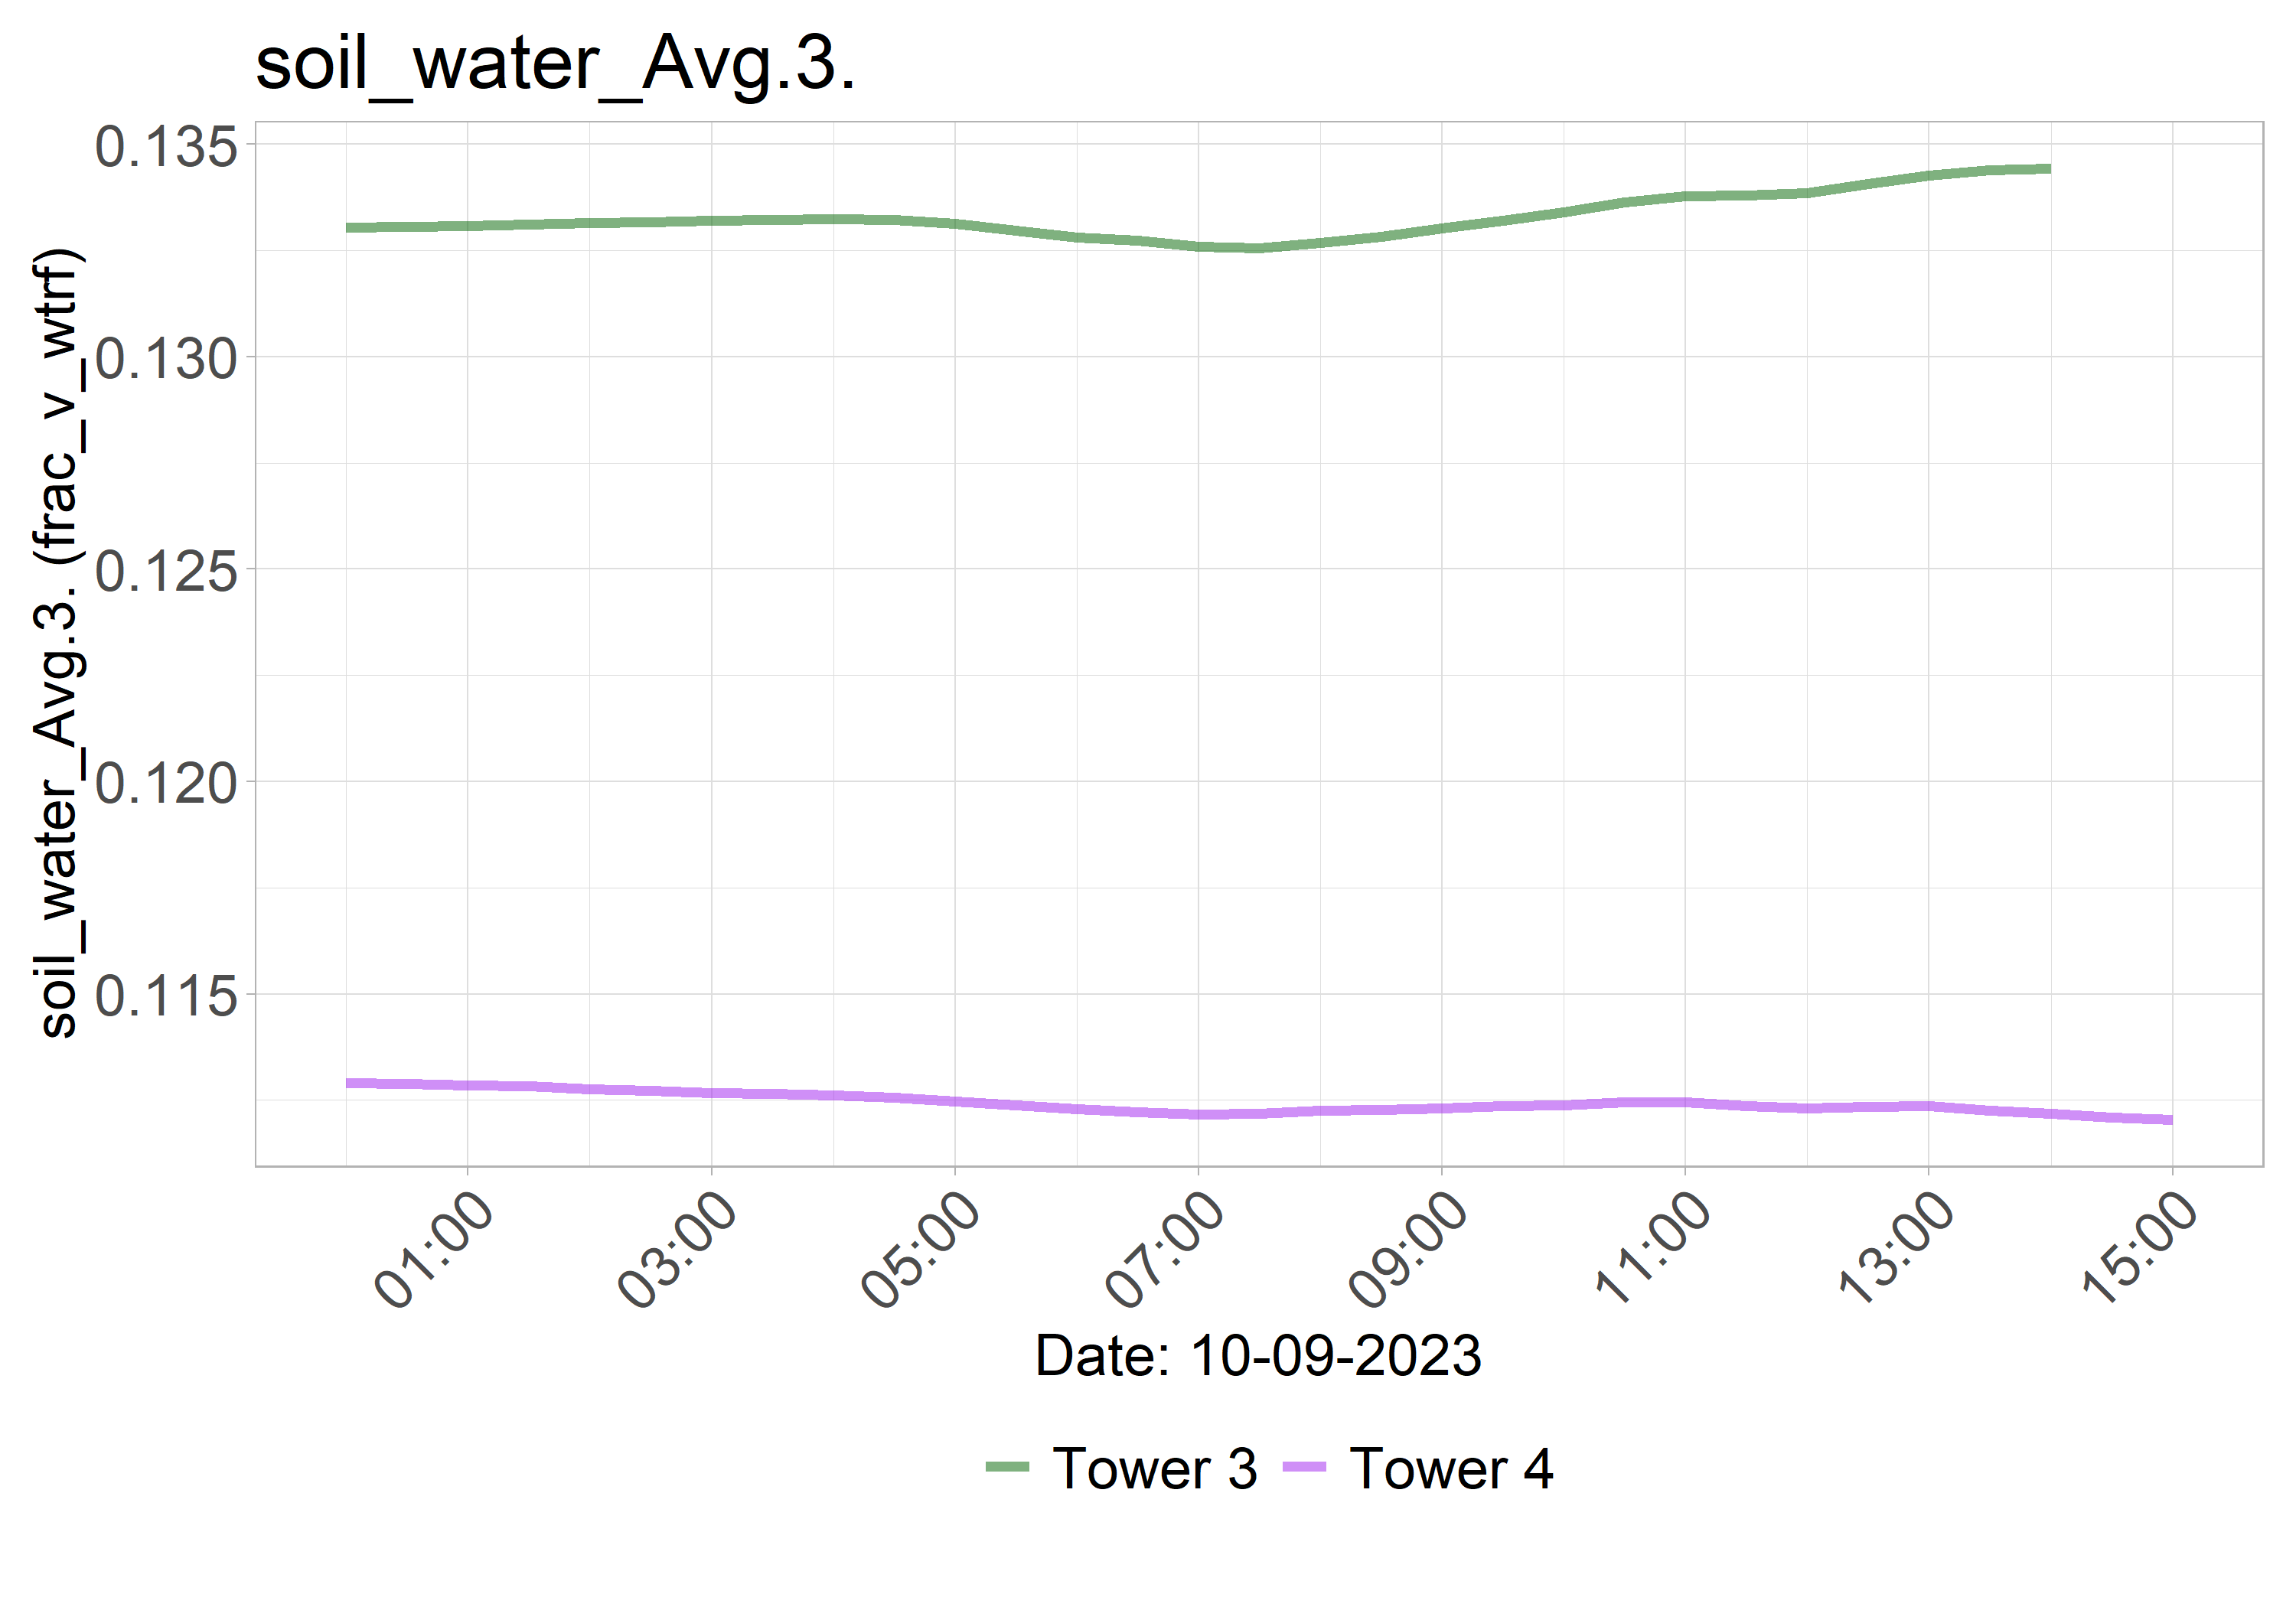 soil_water_Avg.3.
soil_water_Avg.3. (frac_v_wtrf)
0.135
0.130
0.125
0.120
0.115
01:00
03:00
05:00
07:00
09:00
11:00
13:00
15:00
Date: 10-09-2023
Tower 3
Tower 4